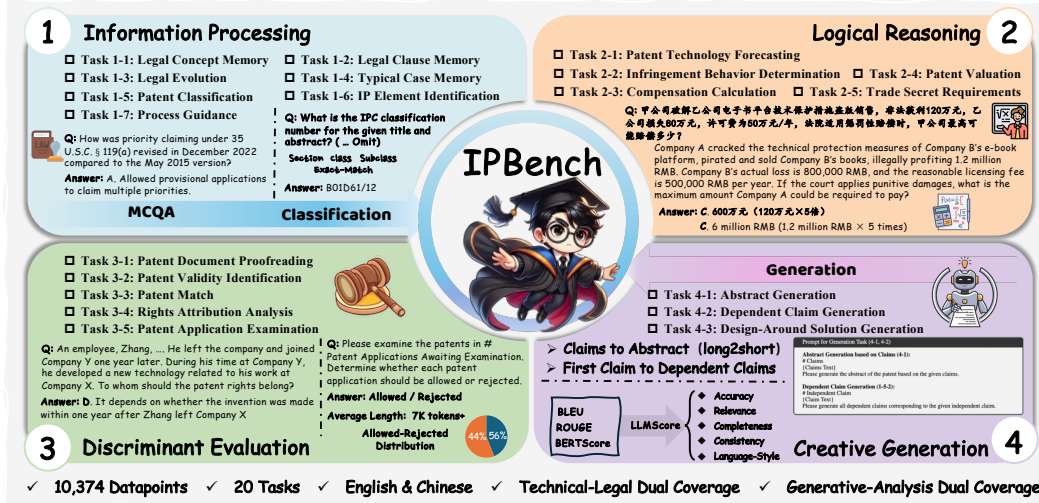 1
Information Processing
Task 1-1: Legal Concept Memory
Task 1-2: Legal Clause Memory
Task 1-3: Legal Evolution
Task 1-4: Typical Case Memory
Task 1-5: Patent Classification
Task 1-6: IP Element Identification
Task 1-7: Process Guidance
LAW
Q: How was priority claiming under 35
U.S.C. § 119(a) revised in December 2022
compared to the May 2015 version?
Answer: A. Allowed provisional applications
to claim multiple priorities.
MCQA
Q: What is the IPC classification
number for the given title and
abstract? ( … Omit)
Section class Subclass
Exact-Match
Answer: B01D61/12
Classification
Logical Reasoning
2
Task 2-1: Patent Technology Forecasting
Task 2-2: Infringement Behavior Determination
Task 2-4: Patent Valuation
Task 2-3: Compensation Calculation
Task 2-5: Trade Secret Requirements
Q: 甲公司破解乙公司电子书平台技术保护措施盗版销售，非法获利120万元，乙
公司损失80万元，许可费为50万元/年，法院适用惩罚性赔偿时，甲公司最高可
能赔偿多少？
Company A cracked the technical protection measures of Company B's e-book
platform, pirated and sold Company B's books, illegally profiting 1.2 million
RMB. Company B's actual loss is 800,000 RMB, and the reasonable licensing fee
is 500,000 RMB per year. If the court applies punitive damages, what is the
maximum amount Company A could be required to pay?
Answer: C. 600万元（120万元×5倍）
C. 6 million RMB (1.2 million RMB × 5 times)
IPBench
Task 3-1: Patent Document Proofreading
Task 3-2: Patent Validity Identification
Task 3-3: Patent Match
Task 3-4: Rights Attribution Analysis
Task 3-5: Patent Application Examination
Q: An employee, Zhang, .... He left the company and joined
Company Y one year later. During his time at Company Y,
he developed a new technology related to his work at
Company X. To whom should the patent rights belong?
Answer: D. It depends on whether the invention was made
within one year after Zhang left Company X
Q: Please examine the patents in #
Patent Applications Awaiting Examination.
Determine whether each patent
application should be allowed or rejected.
Answer: Allowed / Rejected
Average Length: 7K tokens+
Allowed-Rejected
Distribution
44%
56%
3
Discriminant Evaluation
Generation
Task 4-1: Abstract Generation
Task 4-2: Dependent Claim Generation
Task 4-3: Design-Around Solution Generation
Claims to Abstract (long2short)
First Claim to Dependent Claims
BLEU
ROUGE
BERTScore
LLMScore
Accuracy
Relevance
Completeness
Consistency
Language-Style
Prompt for Generation Task (4-1, 4-2)
Abstract Generation based on Claims (4-1):
# Claims
{Claims Text}
Please generate the abstract of the patent based on the given claims.
Dependent Claim Generation (1-5-2):
# Independent Claim
{Claim Text}
Please generate all dependent claims corresponding to the given independent claim.
Creative Generation
4
✓ 10,374 Datapoints ✓ 20 Tasks ✓ English & Chinese ✓ Technical-Legal Dual Coverage ✓ Generative-Analysis Dual Coverage